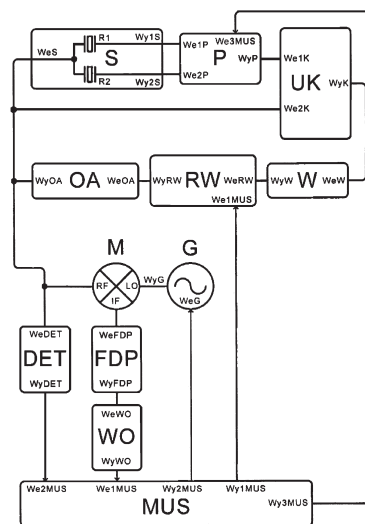 R1 Wy1S We3MUS
WeS S We1P P WyP We1K UK WyK
R2 Wy2S We2P We2K
WyOA OA WeOA WyRW RW WeRW WyW W WeW
We1MUS
M G
RF LO WyG
IF WeG
WeDET WeFDP
DET FDP
WyDET WyFDP
WeWO
WO
WyWO
We2MUS We1MUS Wy2MUS Wy1MUS
MUS Wy3MUS